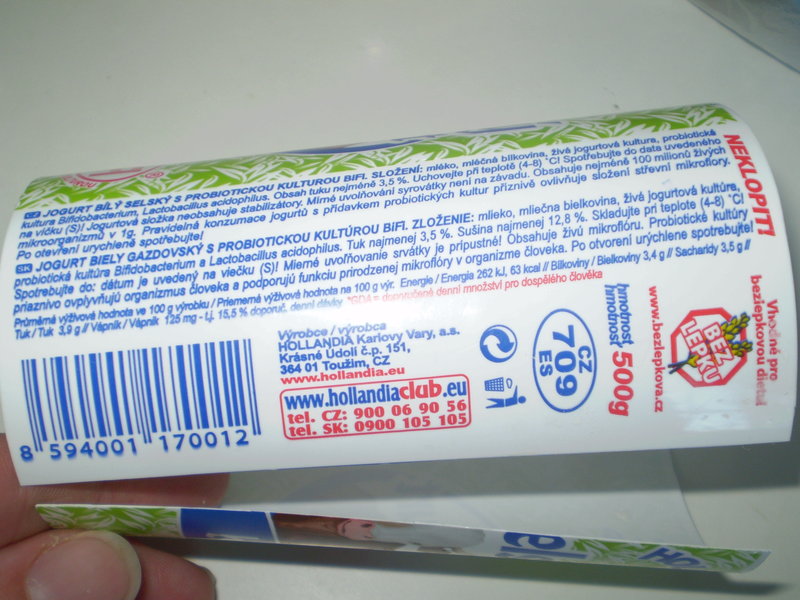 CZ JOGURT BÍLÝ SELSKÝ S PROBIOTICKOU KULTUROU BIFI. SLOŽENÍ: mléko, mléčná bílkovina, živá jogurtová kultura, probiotická
kultura Bifidobacterium, Lactobacillus acidophilus. Obsah tuku nejméně 3,5 %. Uchovejte při teplotě (4-8) °C! Spotřebujte do data uvedeného
na víčku (S)! Jogurtová složka neobsahuje stabilizátory. Mírné uvolňování syrovátky není na závadu. Obsahuje nejméně 100 milionů živých
mikroorganizmů v 1g. Pravidelná konzumace jogurtů s přídavkem probiotických kultur příznivě ovlivňuje složení střevní mikroflory.
Po otevření urychleně spotřebujte!
SK JOGURT BIELY GAZDOVSKÝ S PROBIOTICKOU KULTÚROU BIFI. ZLOŽENIE: mlieko, mliečna bielkovina, živá jogurtová kultúra,
probiotická kultúra Bifidobacterium a Lactobacillus acidophilus. Tuk najmenej 3,5 %. Sušina najmenej 12,8 %. Skladujte pri teplote (4-8) °C!
Spotrebujte do: dátum je uvedený na viečku (S)! Mierné uvoľňovanie srvátky je prípustné! Obsahuje živú mikroflóru. Probiotické kultúry
priaznivo ovplyvňujú organizmus človeka a podporujú funkciu prirodzenej mikroflóry v organizme človeka. Po otvorení urýchlene spotrebujte!
Průměrná výživová hodnota ve 100 g výrobku / Priemerná výživová hodnota na 100 g výr. Energie / Energia 262 kJ, 63 kcal // Bílkoviny / Bielkoviny 3,4 g // Sacharidy 3,5 g //
Tuk / Tuk 3,9 g // Vápník / Vápnik 125 mg - t.j. 15,5 % doporuč. denní dávky *GDA = doporučené denní množství pro dospělého člověka
NEKLOPIT!
Výrobce / výrobca
HOLLANDIA Karlovy Vary, a.s.
Krásné Údolí č.p. 151,
364 01 Toužim, CZ
www.hollandia.eu
www.hollandiaclub.eu
tel. CZ: 900 06 90 56
tel. SK: 0900 105 105
8 594001 170012
CZ
709
ES
hmotnost
hmotnosť
500g
www.bezlepkova.cz
BEZ
LEPKU
Vhodné pro
bezlepkovou dietu!